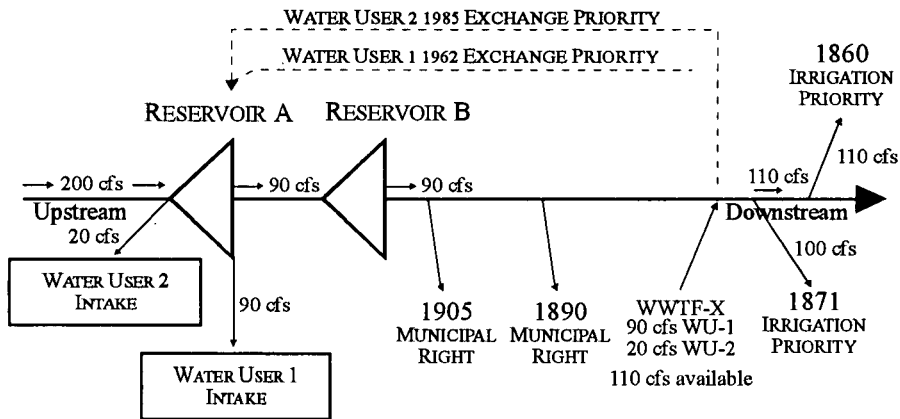 WATER USER 2 1985 EXCHANGE PRIORITY
WATER USER 1 1962 EXCHANGE PRIORITY
1860
IRRIGATION
PRIORITY
RESERVOIR A
RESERVOIR B
110 cfs
200 cfs
90 cfs
90 cfs
110 cfs
Upstream
Downstream
20 cfs
100 cfs
WATER USER 2
INTAKE
90 cfs
1905
MUNICIPAL
RIGHT
1890
MUNICIPAL
RIGHT
WWTF-X
90 cfs WU-1
20 cfs WU-2
110 cfs available
1871
IRRIGATION
PRIORITY
WATER USER 1
INTAKE